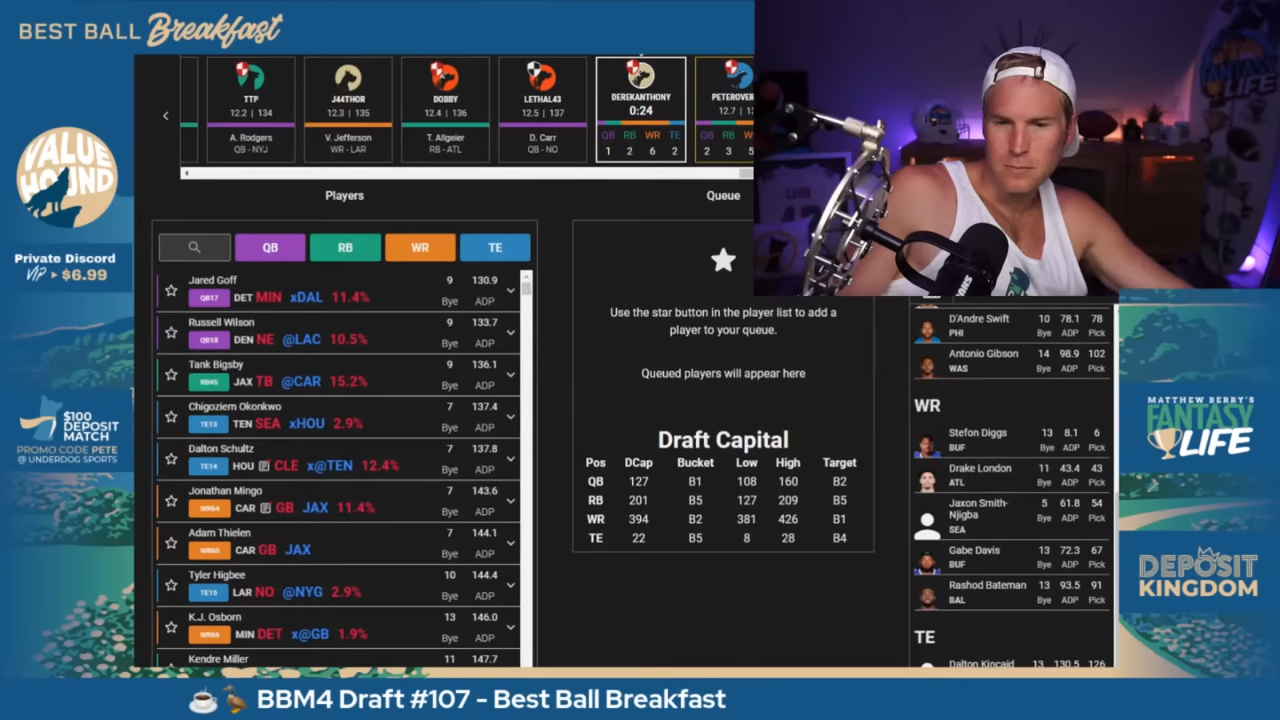 BEST BALL Breakfast
TTP
12.2 | 134
A. Rodgers
QB - NYJ
J44THOR
12.3 | 135
V. Jefferson
WR - LAR
DOBBY
12.4 | 136
T. Allgeier
RB - ATL
LETHAL43
12.5 | 137
D. Carr
QB - NO
DEREKANTHONY
0:24
QB RB WR TE
1 2 6 2
PETEROVER
12.7 | 13
QB RB W
2 3 5
Players
Queue
QB RB WR TE
Jared Goff 9 130.9
QB17 DET MIN xDAL 11.4% Bye ADP
Russell Wilson 9 133.7
QB18 DEN NE @LAC 10.5% Bye ADP
Tank Bigsby 9 136.1
RB45 JAX TB @CAR 15.2% Bye ADP
Chigoziem Okonkwo 7 137.4
TE13 TEN SEA xHOU 2.9% Bye ADP
Dalton Schultz 7 137.8
TE14 HOU CLE x@TEN 12.4% Bye ADP
Jonathan Mingo 7 143.6
WR64 CAR GB JAX 11.4% Bye ADP
Adam Thielen 7 144.1
WR65 CAR GB JAX Bye ADP
Tyler Higbee 10 144.4
TE15 LAR NO @NYG 2.9% Bye ADP
K.J. Osborn 13 146.0
WR66 MIN DET x@GB 1.9% Bye ADP
Kendre Miller 11 147.7
Use the star button in the player list to add a
player to your queue.
Queued players will appear here
Draft Capital
Pos DCap Bucket Low High Target
QB 127 B1 108 160 B2
RB 201 B5 127 209 B5
WR 394 B2 381 426 B1
TE 22 B5 8 28 B4
D'Andre Swift 10 78.1 78
PHI Bye ADP Pick
Antonio Gibson 14 98.9 102
WAS Bye ADP Pick
WR
Stefon Diggs 13 8.1 6
BUF Bye ADP Pick
Drake London 11 43.4 43
ATL Bye ADP Pick
Jaxon Smith-
Njigba 5 61.8 54
SEA Bye ADP Pick
Gabe Davis 13 72.3 67
BUF Bye ADP Pick
Rashod Bateman 13 93.5 91
BAL Bye ADP Pick
TE
Dalton Kincaid 13 130.5 126
VALUE
HOUND
Private Discord
VIP ▸ $6.99
$100
DEPOSIT
MATCH
PROMO CODE PETE
@ UNDERDOG SPORTS
MATTHEW BERRY'S
FANTASY
LIFE
DEPOSIT
KINGDOM
FANTASY
LIFE
BBM4 Draft #107 - Best Ball Breakfast